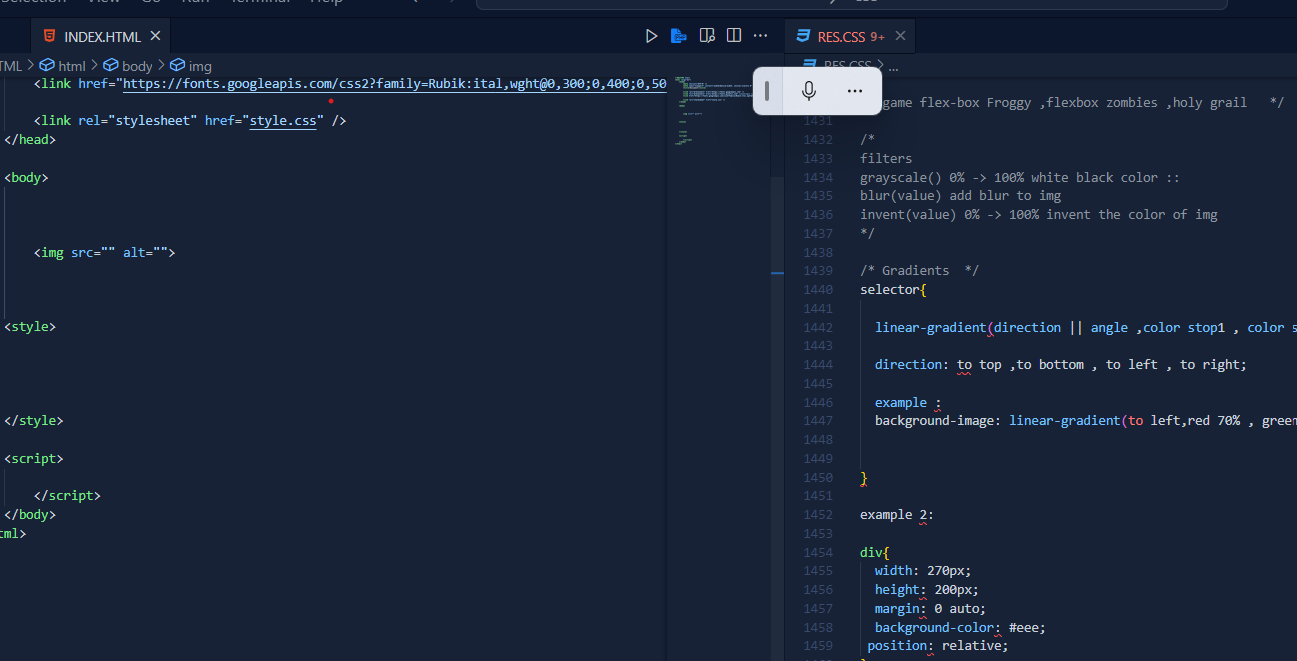 INDEX.HTML
RES.CSS 9+
html
body
img
RES.CSS
...
<link href="https://fonts.googleapis.com/css2?family=Rubik:ital,wght@0,300;0,400;0,50
<link rel="stylesheet" href="style.css" />
</head>
<body>
<img src="" alt="">
<style>
</style>
<script>
</script>
</body>
game flex-box Froggy ,flexbox zombies ,holy grail */
1431
1432 /*
1433 filters
1434 grayscale() 0% -> 100% white black color ::
1435 blur(value) add blur to img
1436 invent(value) 0% -> 100% invent the color of img
1437 */
1438
1439 /* Gradients */
1440 selector{
1441
1442 linear-gradient(direction || angle ,color stop1 , color s
1443
1444 direction: to top ,to bottom , to left , to right;
1445
1446 example :
1447 background-image: linear-gradient(to left,red 70% , green
1448
1449
1450 }
1451
1452 example 2:
1453
1454 div{
1455 width: 270px;
1456 height: 200px;
1457 margin: 0 auto;
1458 background-color: #eee;
1459 position: relative;